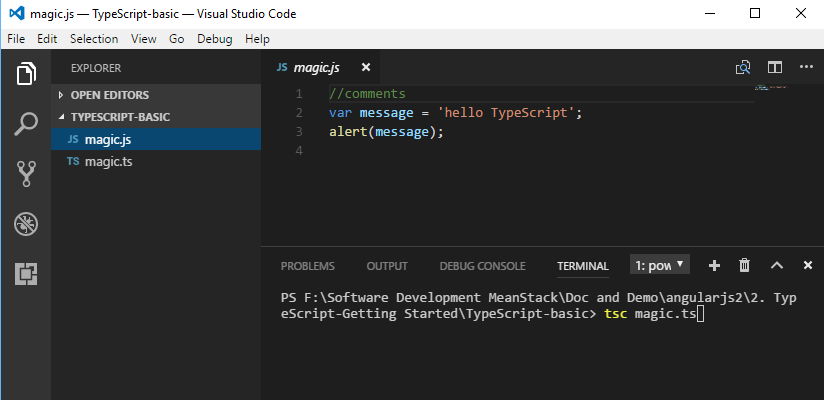 magic.js — TypeScript-basic — Visual Studio Code
File Edit Selection View Go Debug Help
EXPLORER
OPEN EDITORS
TYPESCRIPT-BASIC
JS magic.js
TS magic.ts
JS magic.js
1 //comments
2 var message = 'hello TypeScript';
3 alert(message);
4
PROBLEMS OUTPUT DEBUG CONSOLE TERMINAL 1: pow
PS F:\Software Development MeanStack\Doc and Demo\angularjs2\2. Typ
eScript-Getting Started\TypeScript-basic> tsc magic.ts